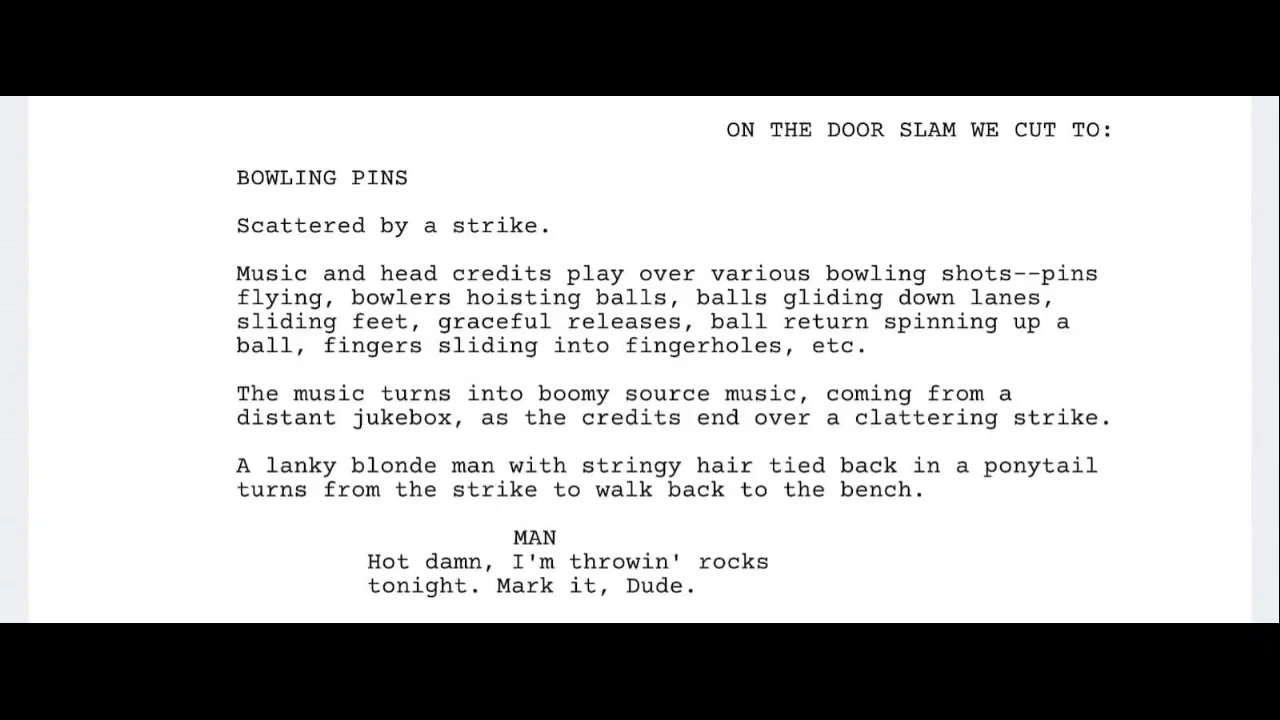 ON THE DOOR SLAM WE CUT TO:
BOWLING PINS
Scattered by a strike.
Music and head credits play over various bowling shots--pins
flying, bowlers hoisting balls, balls gliding down lanes,
sliding feet, graceful releases, ball return spinning up a
ball, fingers sliding into fingerholes, etc.
The music turns into boomy source music, coming from a
distant jukebox, as the credits end over a clattering strike.
A lanky blonde man with stringy hair tied back in a ponytail
turns from the strike to walk back to the bench.
MAN
Hot damn, I'm throwin' rocks
tonight. Mark it, Dude.